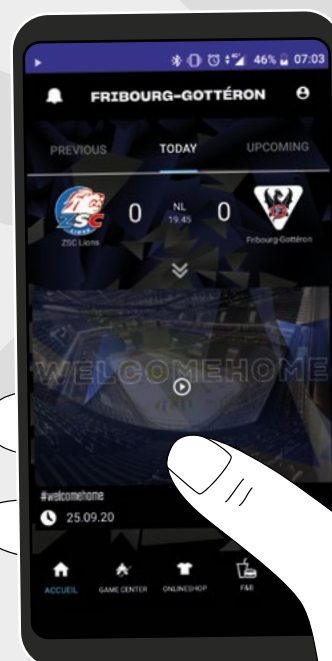 46% 07:03
FRIBOURG-GOTTÉRON
PREVIOUS TODAY UPCOMING
ZSC
LIONS
0 NL 0
19:45
ZSC Lions Fribourg-Gottéron
WELCOMEHOME
#welcomehome
25.09.20
ACCUEIL GAME CENTER ONLINESHOP F&B